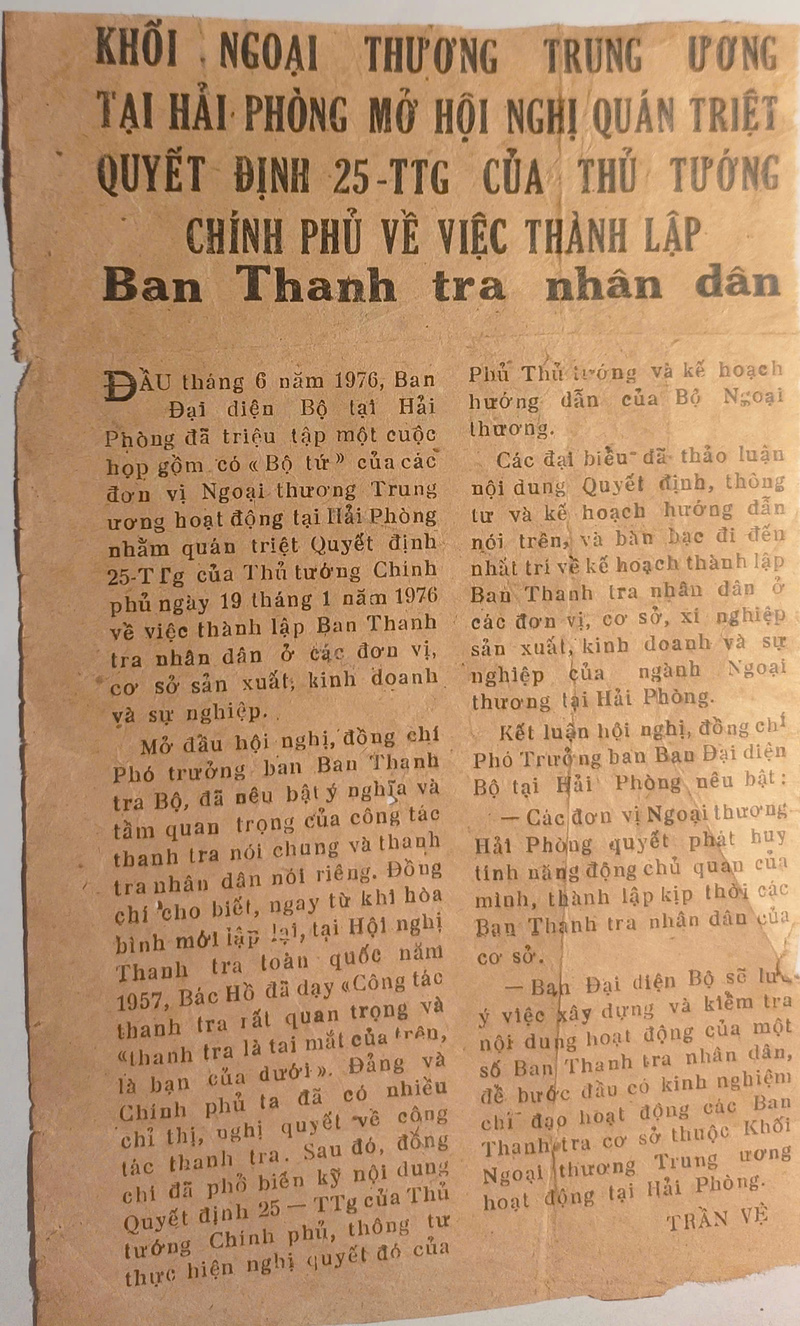 KHỐI NGOẠI THƯƠNG TRUNG ƯƠNG
TẠI HẢI PHÒNG MỞ HỘI NGHỊ QUÁN TRIỆT
QUYẾT ĐỊNH 25-TTG CỦA THỦ TƯỚNG
CHÍNH PHỦ VỀ VIỆC THÀNH LẬP
Ban Thanh tra nhân dân
ĐẦU tháng 6 năm 1976, Ban
Đại diện Bộ tại Hải
Phòng đã triệu tập một cuộc
họp gồm có « Bộ tứ » của các
đơn vị Ngoại thương Trung
ương hoạt động tại Hải Phòng
nhằm quán triệt Quyết định
25-TTg của Thủ tướng Chính
phủ ngày 19 tháng 1 năm 1976
về việc thành lập Ban Thanh
tra nhân dân ở các đơn vị,
cơ sở sản xuất, kinh doanh
và sự nghiệp.
Mở đầu hội nghị, đồng chí
Phó trưởng ban Ban Thanh
tra Bộ, đã nêu bật ý nghĩa và
tầm quan trọng của công tác
thanh tra nói chung và thanh
tra nhân dân nói riêng. Đồng
chí cho biết, ngay từ khi hòa
bình mới lập lại, tại Hội nghị
Thanh tra toàn quốc năm
1957, Bác Hồ đã dạy «Công tác
thanh tra rất quan trọng và
«thanh tra là tai mắt của trên,
là bạn của dưới». Đảng và
Chính phủ ta đã có nhiều
chỉ thị, nghị quyết về công
tác thanh tra. Sau đó, đồng
chí đã phổ biến kỹ nội dung
Quyết định 25 — TTg của Thủ
tướng Chính phủ, thông tư
thực hiện nghị quyết đó của
Phủ Thủ tướng và kế hoạch
hướng dẫn của Bộ Ngoại
thương.
Các đại biểu đã thảo luận
nội dung Quyết định, thông
tư và kế hoạch hướng dẫn
nói trên, và bàn bạc đi đến
nhất trí về kế hoạch thành lập
Ban Thanh tra nhân dân ở
các đơn vị, cơ sở, xí nghiệp
sản xuất, kinh doanh và sự
nghiệp của ngành Ngoại
thương tại Hải Phòng.
Kết luận hội nghị, đồng chí
Phó Trưởng ban Ban Đại diện
Bộ tại Hải Phòng nêu bật :
— Các đơn vị Ngoại thương
Hải Phòng quyết phát huy
tính năng động chủ quan của
mình, thành lập kịp thời các
Ban Thanh tra nhân dân của
cơ sở.
— Ban Đại diện Bộ sẽ lưu
ý việc xây dựng và kiểm tra
nội dung hoạt động của một
số Ban Thanh tra nhân dân,
để bước đầu có kinh nghiệm
chỉ đạo hoạt động các Ban
Thanh tra cơ sở thuộc Khối
Ngoại thương Trung ương
hoạt động tại Hải Phòng.
TRẦN VỆ